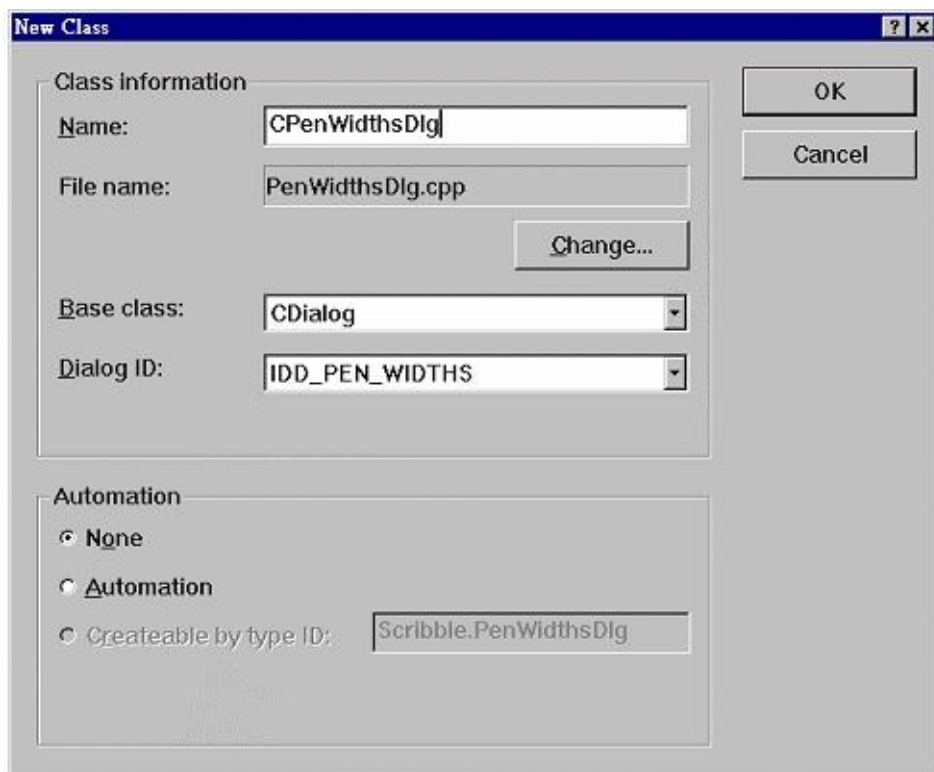 New Class
Class information
Name:
CPenWidthsDlg
OK
Cancel
File name:
PenWidthsDlg.cpp
Change...
Base class:
CDialog
Dialog ID:
IDD_PEN_WIDTHS
Automation
None
Automation
Createable by type ID:
Scribble.PenWidthsDlg